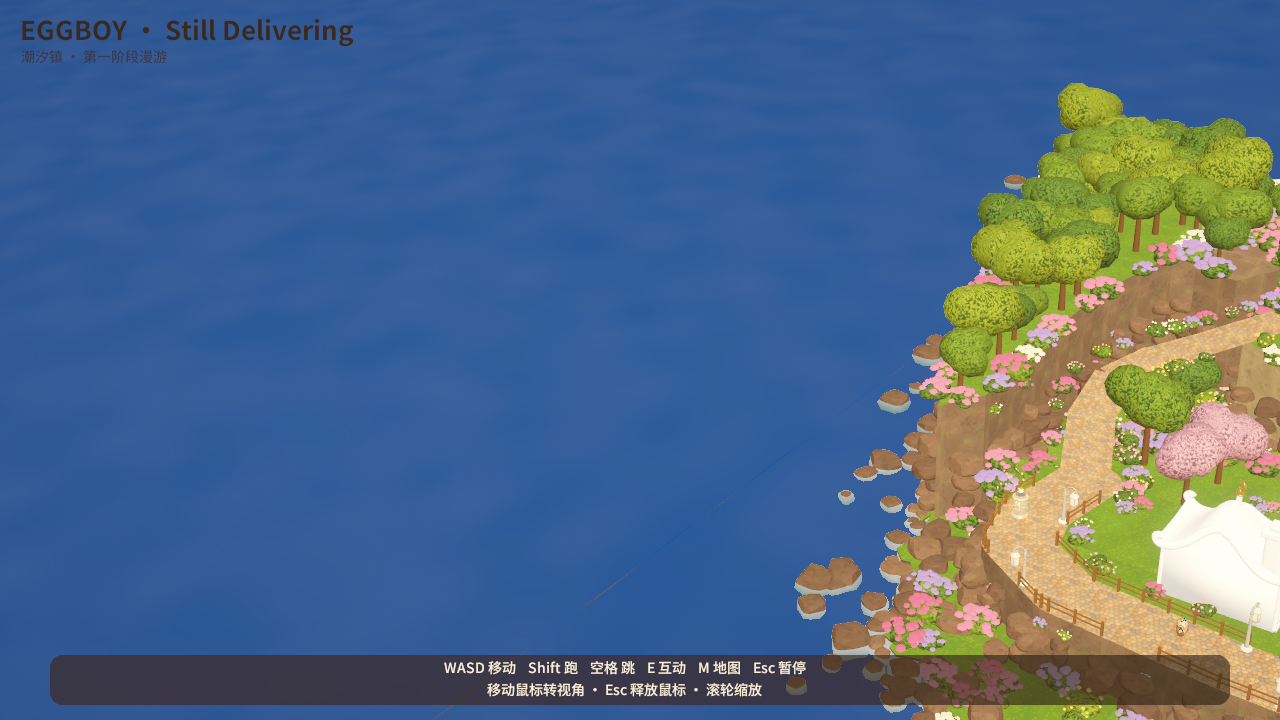 EGGBOY • Still Delivering
潮汐镇 • 第一阶段漫游
WASD 移动 Shift 跑 空格 跳 E 互动 M 地图 Esc 暂停
移动鼠标转视角 • Esc 释放鼠标 • 滚轮缩放